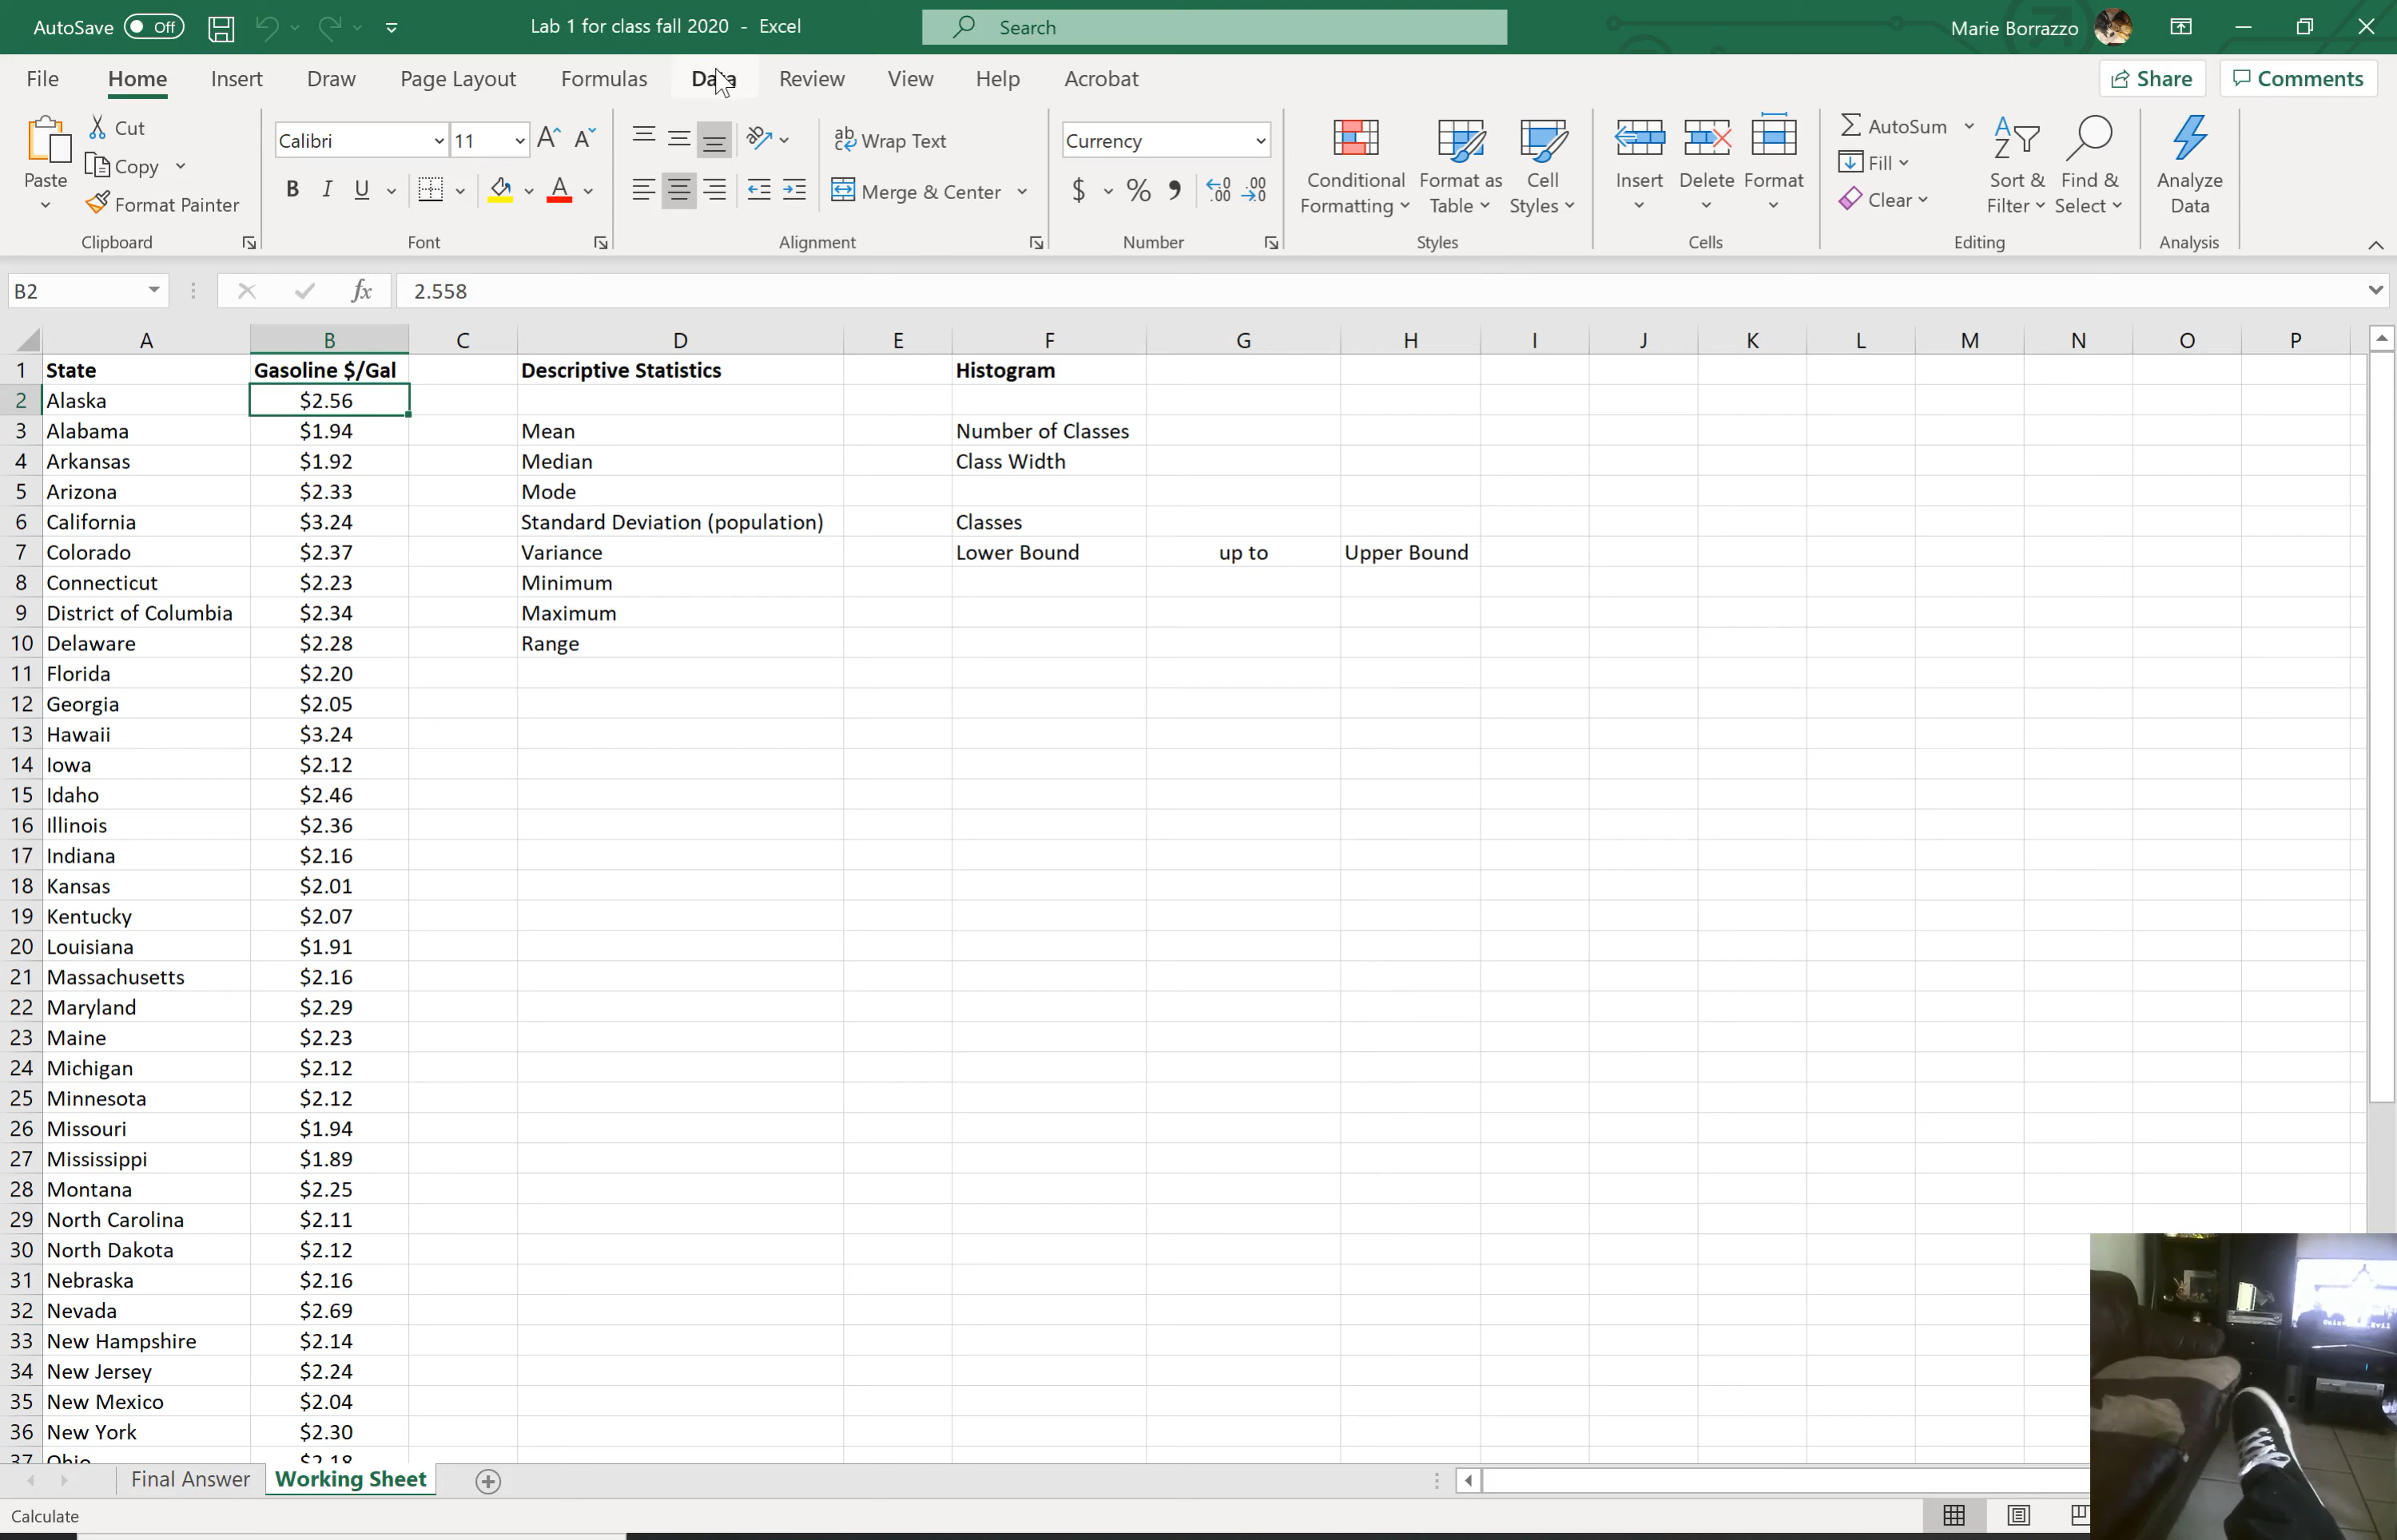 AutoSave Off Lab 1 for class fall 2020 - Excel Search Marie Borrazzo
File Home Insert Draw Page Layout Formulas Data Review View Help Acrobat Share Comments
Paste Cut Copy Format Painter Clipboard
Calibri 11 A A B I U A Font
ab Wrap Text Merge & Center Alignment
Currency $ % , Number
Conditional Formatting Format as Table Cell Styles Styles
Insert Delete Format Cells
AutoSum Fill Clear Sort & Filter Find & Select Editing
Analyze Data Analysis
B2 fx 2.558
A B C D E F G H I J K L M N O P
1 State Gasoline $/Gal Descriptive Statistics Histogram
2 Alaska $2.56
3 Alabama $1.94 Mean Number of Classes
4 Arkansas $1.92 Median Class Width
5 Arizona $2.33 Mode
6 California $3.24 Standard Deviation (population) Classes
7 Colorado $2.37 Variance Lower Bound up to Upper Bound
8 Connecticut $2.23 Minimum
9 District of Columbia $2.34 Maximum
10 Delaware $2.28 Range
11 Florida $2.20
12 Georgia $2.05
13 Hawaii $3.24
14 Iowa $2.12
15 Idaho $2.46
16 Illinois $2.36
17 Indiana $2.16
18 Kansas $2.01
19 Kentucky $2.07
20 Louisiana $1.91
21 Massachusetts $2.16
22 Maryland $2.29
23 Maine $2.23
24 Michigan $2.12
25 Minnesota $2.12
26 Missouri $1.94
27 Mississippi $1.89
28 Montana $2.25
29 North Carolina $2.11
30 North Dakota $2.12
31 Nebraska $2.16
32 Nevada $2.69
33 New Hampshire $2.14
34 New Jersey $2.24
35 New Mexico $2.04
36 New York $2.30
37 Ohio $2.18
Final Answer Working Sheet
Calculate